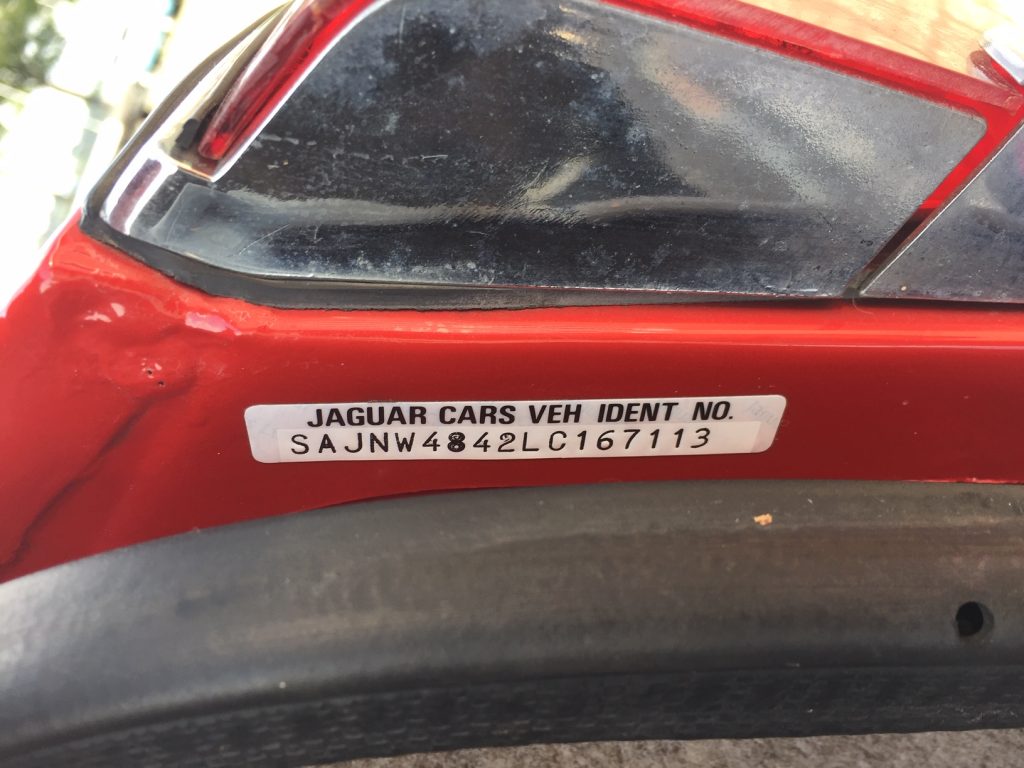 JAGUAR CARS VEH IDENT NO.
SAJNW4842LC167113